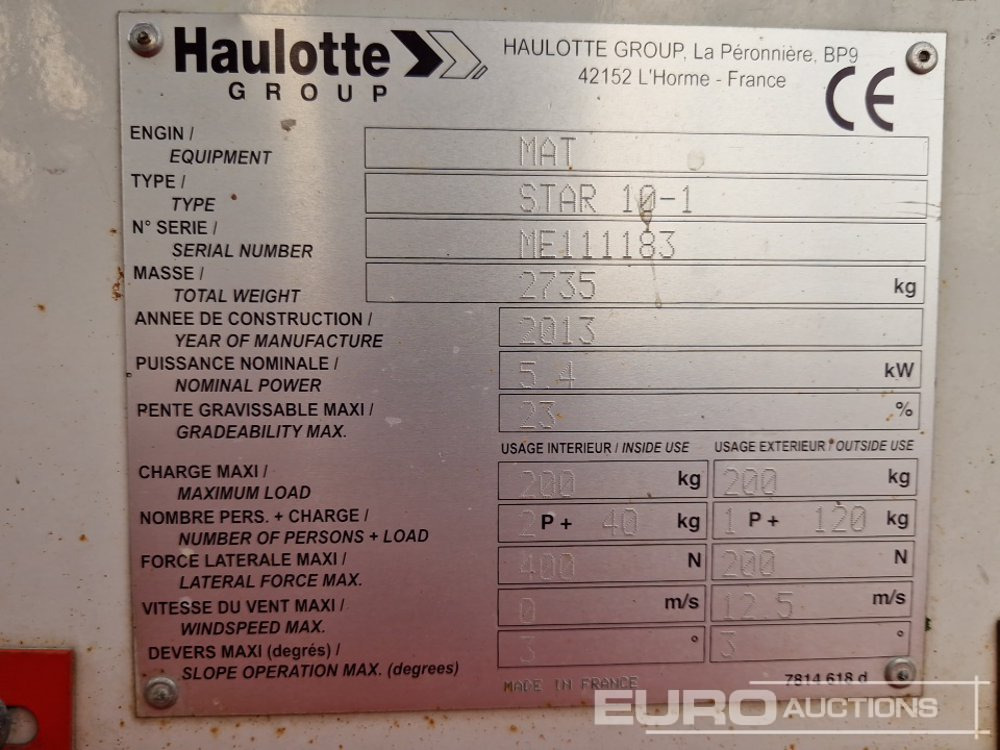 Haulotte
GROUP
HAULOTTE GROUP, La Péronnière, BP9
42152 L'Horme - France
CE
ENGIN /
EQUIPMENT MAT
TYPE /
TYPE STAR 10-1
N° SERIE /
SERIAL NUMBER ME111183
MASSE /
TOTAL WEIGHT 2735 kg
ANNEE DE CONSTRUCTION /
YEAR OF MANUFACTURE 2013
PUISSANCE NOMINALE /
NOMINAL POWER 5.4 kW
PENTE GRAVISSABLE MAXI /
GRADEABILITY MAX. 23 %
USAGE INTERIEUR / INSIDE USE USAGE EXTERIEUR / OUTSIDE USE
CHARGE MAXI /
MAXIMUM LOAD 200 kg 200 kg
NOMBRE PERS. + CHARGE /
NUMBER OF PERSONS + LOAD 2 P + 40 kg 1 P + 120 kg
FORCE LATERALE MAXI /
LATERAL FORCE MAX. 400 N 200 N
VITESSE DU VENT MAXI /
WINDSPEED MAX. 0 m/s 12.5 m/s
DEVERS MAXI (degrés) /
SLOPE OPERATION MAX. (degrees) 3 ° 3 °
MADE IN FRANCE 7814 618 d
EURO AUCTIONS